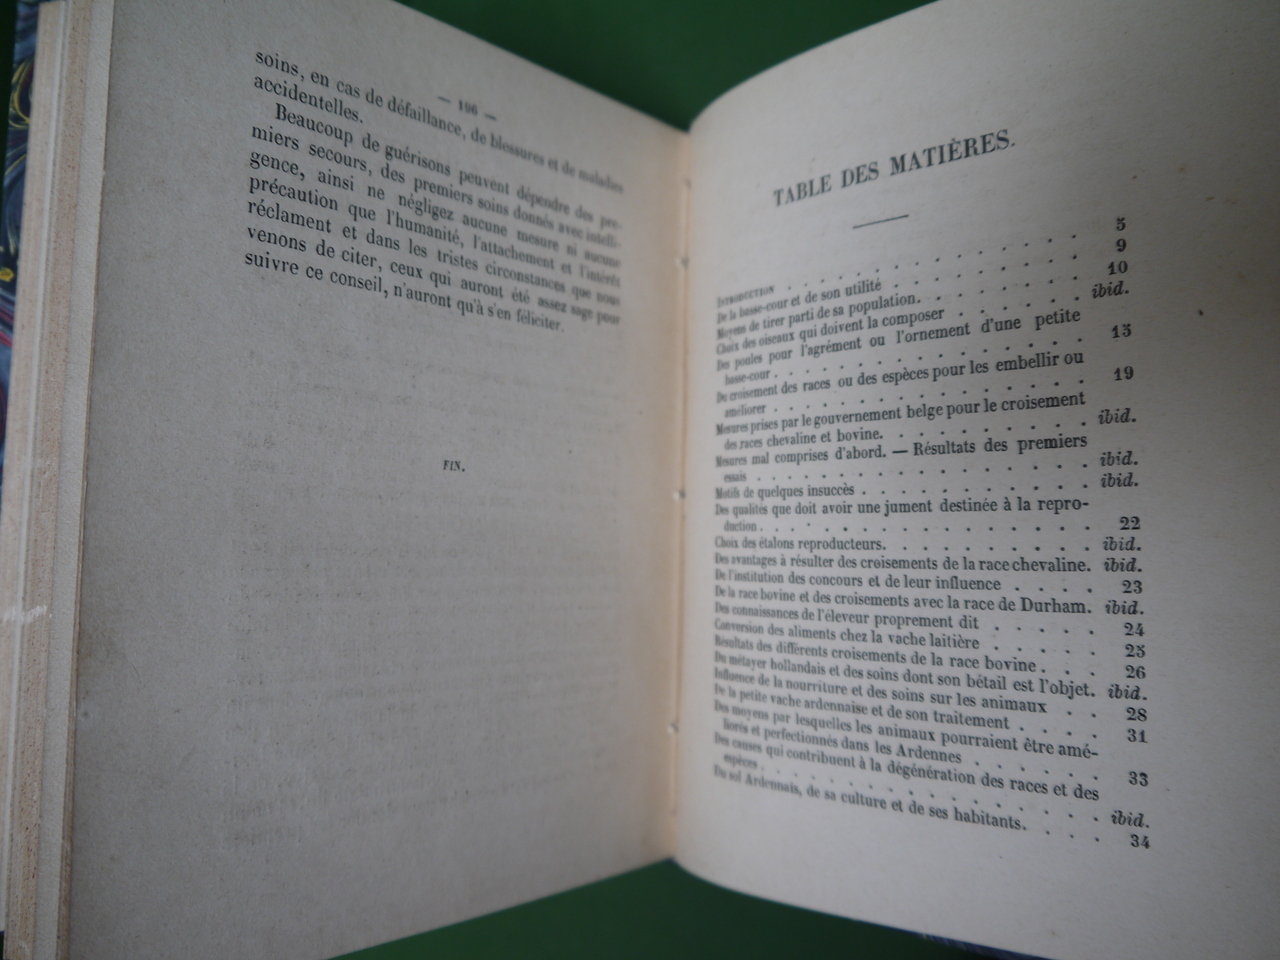 — 196 —
soins, en cas de défaillance, de blessures et de maladies
accidentelles.
Beaucoup de guérisons peuvent dépendre des pre-
miers secours, des premiers soins donnés avec intelli-
gence, ainsi ne négligez aucune mesure ni aucune
précaution que l'humanité, l'attachement et l'intérêt
réclament et dans les tristes circonstances que nous
venons de citer, ceux qui auront été assez sage pour
suivre ce conseil, n'auront qu'à s'en féliciter.
FIN.
TABLE DES MATIÈRES.
INTRODUCTION . . . . . . . . . . . . . . 5
De la basse-cour et de son utilité . . . . . . . . . 9
Moyens de tirer parti de sa population. . . . . . . . 10
Choix des oiseaux qui doivent la composer . . . . . . ibid.
Des poules pour l'agrément ou l'ornement d'une petite
basse-cour . . . . . . . . . . . . . . . 15
Du croisement des races ou des espèces pour les embellir ou
améliorer . . . . . . . . . . . . . . . 19
Mesures prises par le gouvernement belge pour le croisement
des races chevaline et bovine. . . . . . . . . . ibid.
Mesures mal comprises d'abord. — Résultats des premiers
essais . . . . . . . . . . . . . . . . ibid.
Motifs de quelques insuccès . . . . . . . . . . . ibid.
Des qualités que doit avoir une jument destinée à la repro-
duction . . . . . . . . . . . . . . . . 22
Choix des étalons reproducteurs. . . . . . . . . . ibid.
Des avantages à résulter des croisements de la race chevaline. ibid.
De l'institution des concours et de leur influence . . . . 23
De la race bovine et des croisements avec la race de Durham. ibid.
Des connaissances de l'éleveur proprement dit . . . . . 24
Conversion des aliments chez la vache laitière . . . . . 25
Résultats des différents croisements de la race bovine . . . 26
Du métayer hollandais et des soins dont son bétail est l'objet. ibid.
Influence de la nourriture et des soins sur les animaux . . 28
De la petite vache ardennaise et de son traitement . . . . 31
Des moyens par lesquelles les animaux pourraient être amé-
liorés et perfectionnés dans les Ardennes . . . . . . 33
Des causes qui contribuent à la dégénération des races et des
espèces . . . . . . . . . . . . . . . . ibid.
Du sol Ardennais, de sa culture et de ses habitants. . . . 34